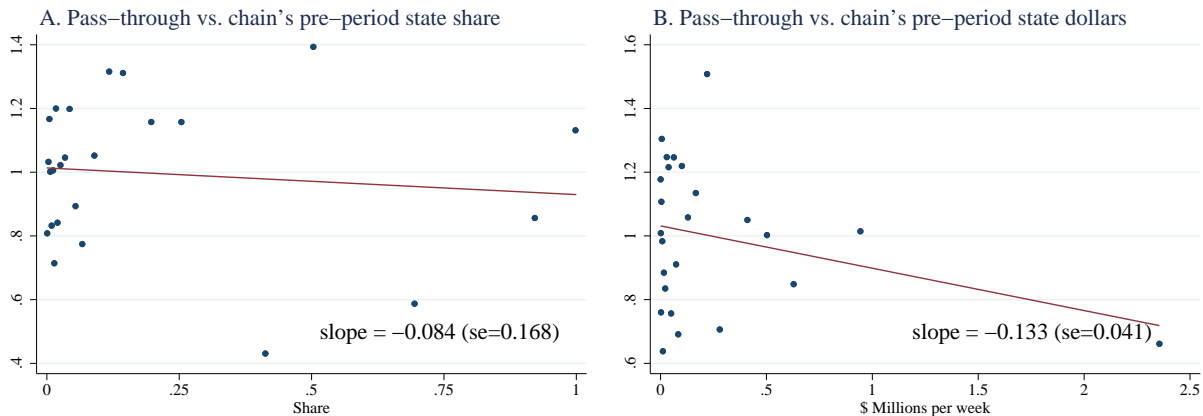 A. Pass−through vs. chain's pre−period state share
1.4
1.2
1
.8
.6
.4
slope = −0.084 (se=0.168)
0 .25 .5 .75 1
Share
B. Pass−through vs. chain's pre−period state dollars
1.6
1.4
1.2
1
.8
.6
slope = −0.133 (se=0.041)
0 .5 1 1.5 2 2.5
$ Millions per week